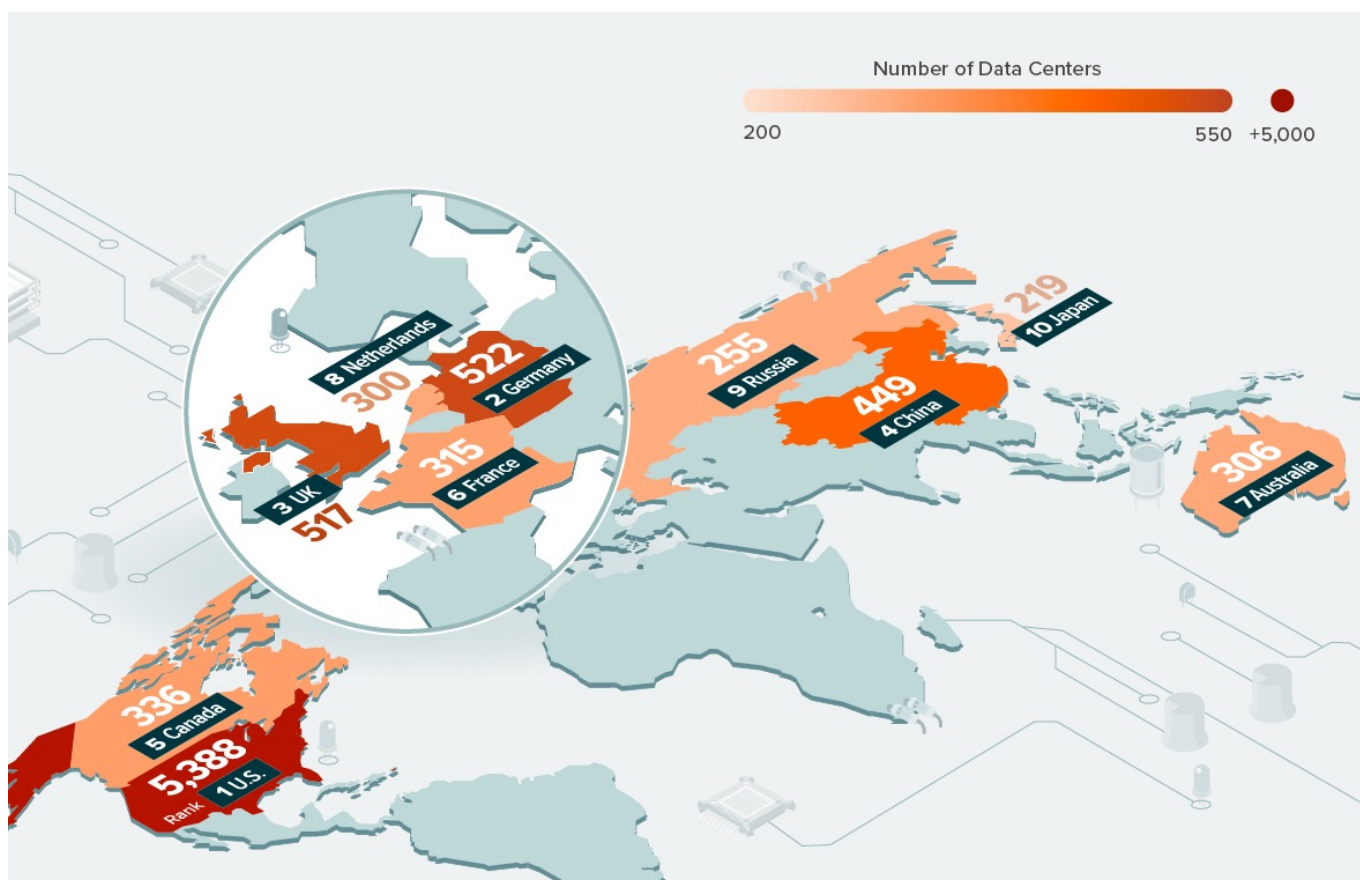 Number of Data Centers
200
550
+5,000
219
10 Japan
255
9 Russia
449
4 China
306
7 Australia
8 Netherlands
300
522
2 Germany
315
6 France
3 UK
517
336
5 Canada
5,388
Rank 1 U.S.